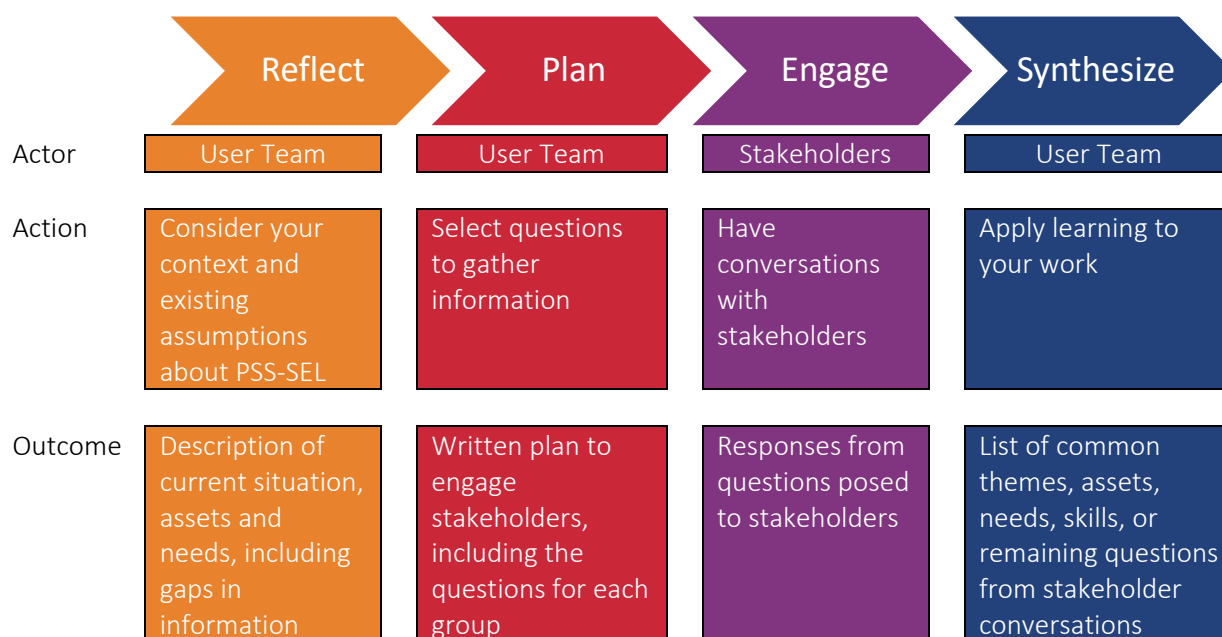 Reflect
Plan
Engage
Synthesize
Actor
User Team
User Team
Stakeholders
User Team
Action
Consider your
context and
existing
assumptions
about PSS-SEL
Select questions
to gather
information
Have
conversations
with
stakeholders
Apply learning to
your work
Outcome
Description of
current situation,
assets and
needs, including
gaps in
information
Written plan to
engage
stakeholders,
including the
questions for each
group
Responses from
questions posed
to stakeholders
List of common
themes, assets,
needs, skills, or
remaining questions
from stakeholder
conversations